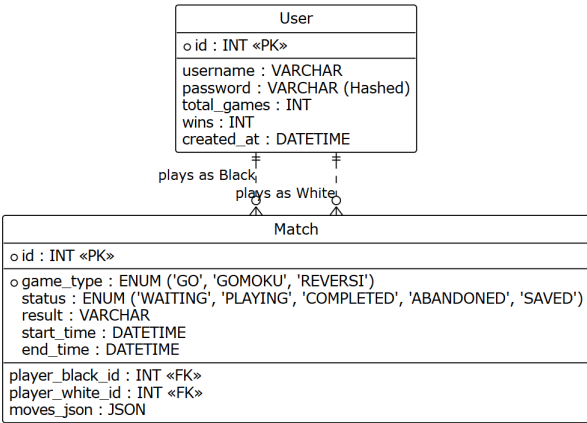 User
id : INT «PK»
username : VARCHAR
password : VARCHAR (Hashed)
total_games : INT
wins : INT
created_at : DATETIME
plays as Black
plays as White
Match
id : INT «PK»
game_type : ENUM ('GO', 'GOMOKU', 'REVERSI')
status : ENUM ('WAITING', 'PLAYING', 'COMPLETED', 'ABANDONED', 'SAVED')
result : VARCHAR
start_time : DATETIME
end_time : DATETIME
player_black_id : INT «FK»
player_white_id : INT «FK»
moves_json : JSON